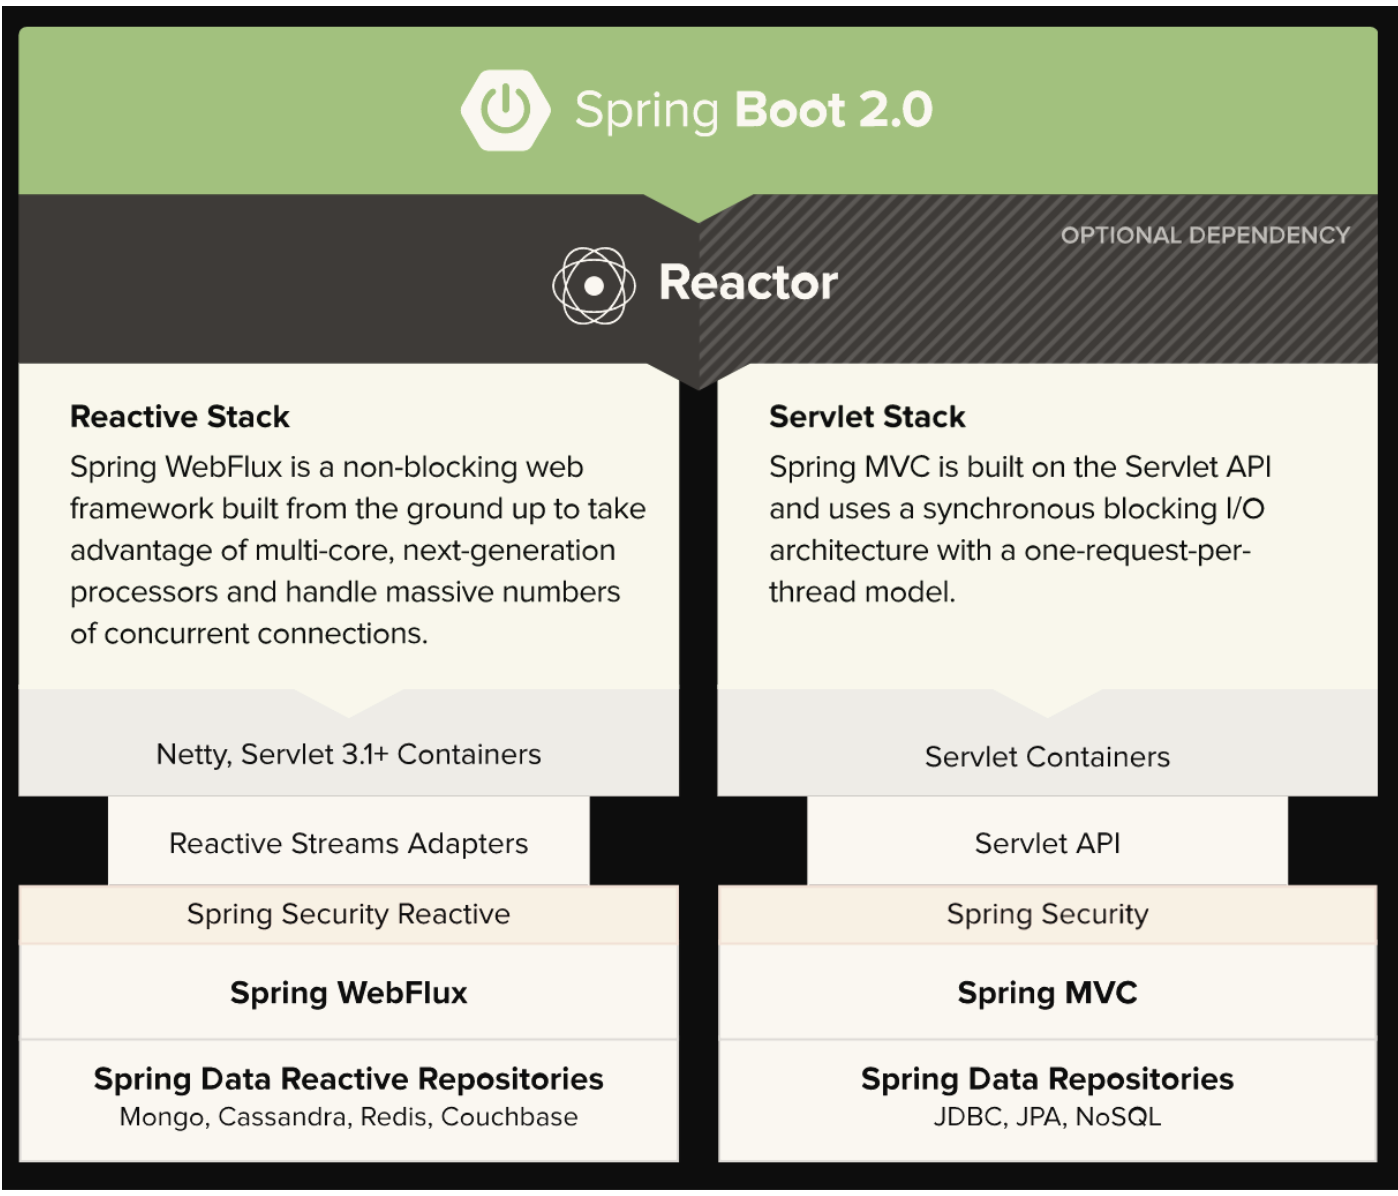 Spring Boot 2.0
OPTIONAL DEPENDENCY
Reactor
Reactive Stack
Spring WebFlux is a non-blocking web
framework built from the ground up to take
advantage of multi-core, next-generation
processors and handle massive numbers
of concurrent connections.
Netty, Servlet 3.1+ Containers
Reactive Streams Adapters
Spring Security Reactive
Spring WebFlux
Spring Data Reactive Repositories
Mongo, Cassandra, Redis, Couchbase
Servlet Stack
Spring MVC is built on the Servlet API
and uses a synchronous blocking I/O
architecture with a one-request-per-
thread model.
Servlet Containers
Servlet API
Spring Security
Spring MVC
Spring Data Repositories
JDBC, JPA, NoSQL